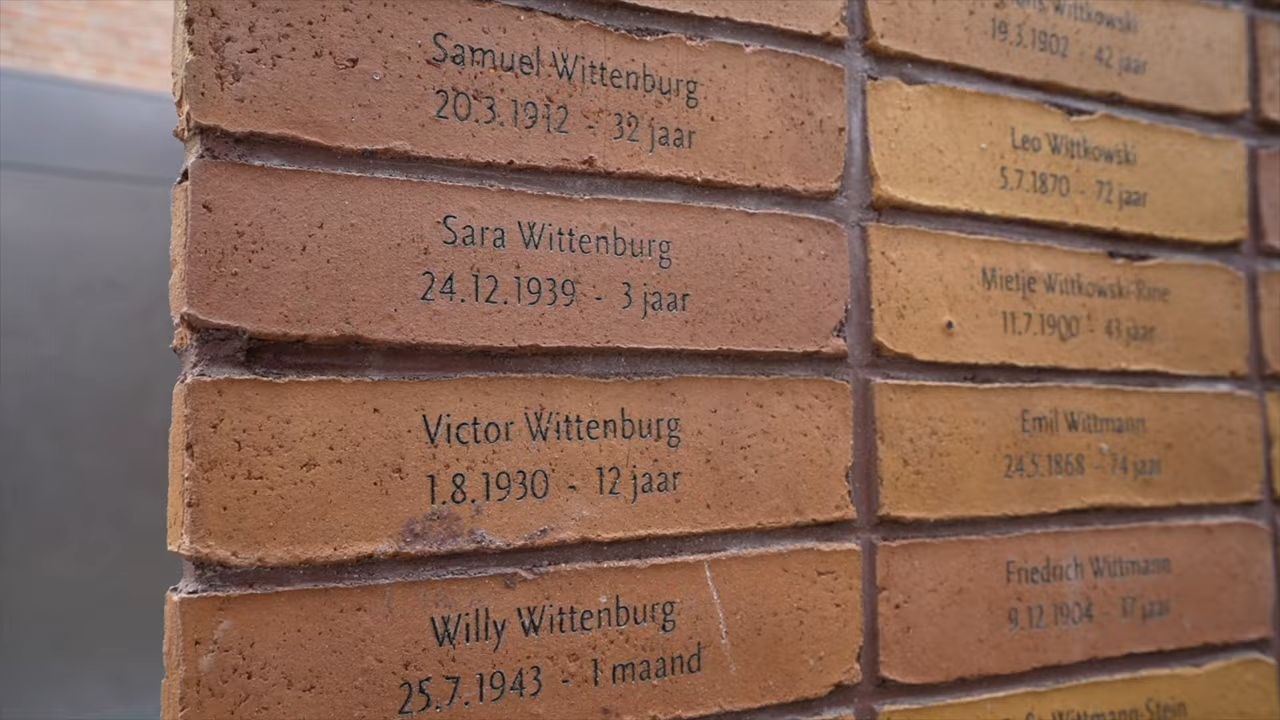 Samuel Wittenburg
20.3.1912 - 32 jaar
Sara Wittenburg
24.12.1939 - 3 jaar
Victor Wittenburg
1.8.1930 - 12 jaar
Willy Wittenburg
25.7.1943 - 1 maand
Wittkowski
19.3.1902 - 42 jaar
Leo Wittkowski
5.7.1870 - 72 jaar
Mietje Wittkowski-Rine
11.7.1900 - 43 jaar
Emil Wittmann
24.5.1868 - 74 jaar
Friedrich Wittmann
9.12.1904 - 37 jaar
Wittmann-Stein